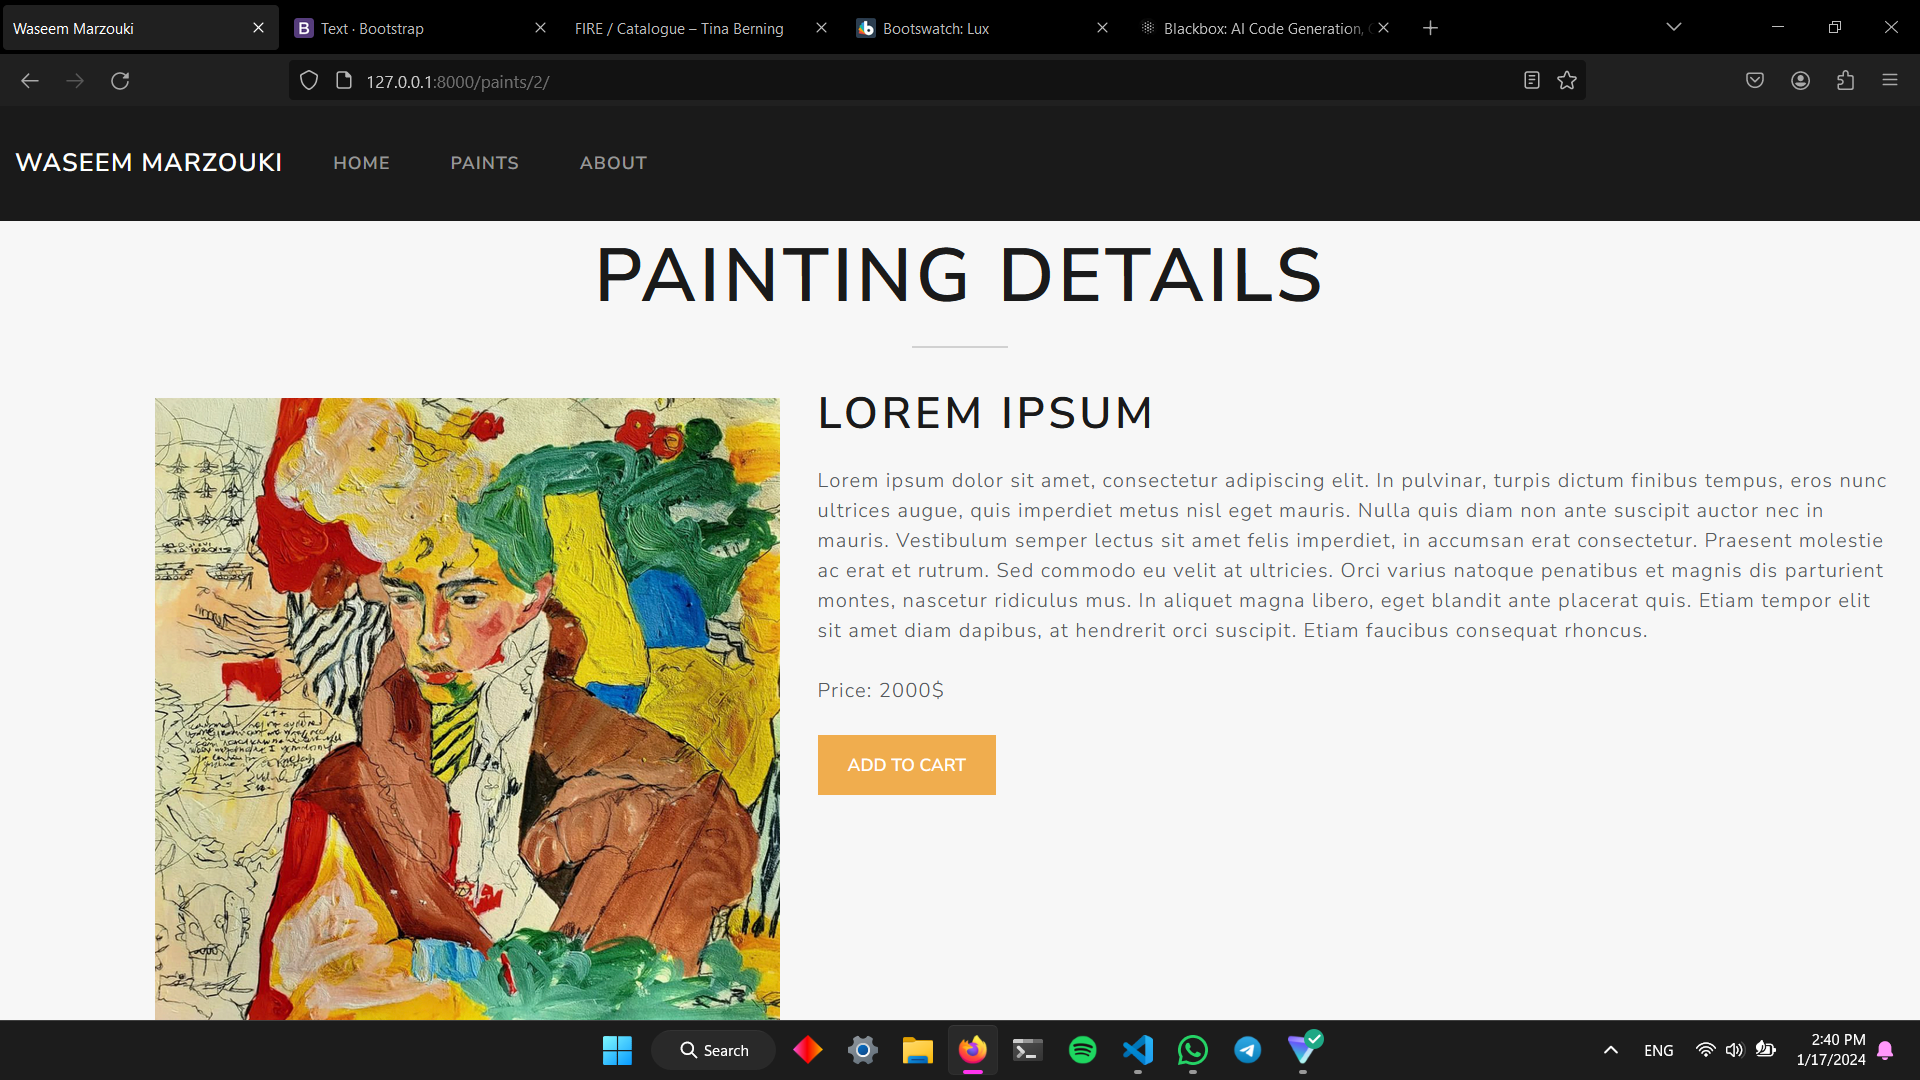 Waseem Marzouki
Text · Bootstrap
FIRE / Catalogue – Tina Berning
Bootswatch: Lux
Blackbox: AI Code Generation,
127.0.0.1:8000/paints/2/
WASEEM MARZOUKI HOME PAINTS ABOUT
PAINTING DETAILS
LOREM IPSUM
Lorem ipsum dolor sit amet, consectetur adipiscing elit. In pulvinar, turpis dictum finibus tempus, eros nunc
ultrices augue, quis imperdiet metus nisl eget mauris. Nulla quis diam non ante suscipit auctor nec in
mauris. Vestibulum semper lectus sit amet felis imperdiet, in accumsan erat consectetur. Praesent molestie
ac erat et rutrum. Sed commodo eu velit at ultricies. Orci varius natoque penatibus et magnis dis parturient
montes, nascetur ridiculus mus. In aliquet magna libero, eget blandit ante placerat quis. Etiam tempor elit
sit amet diam dapibus, at hendrerit orci suscipit. Etiam faucibus consequat rhoncus.
Price: 2000$
ADD TO CART
Search
ENG
2:40 PM
1/17/2024